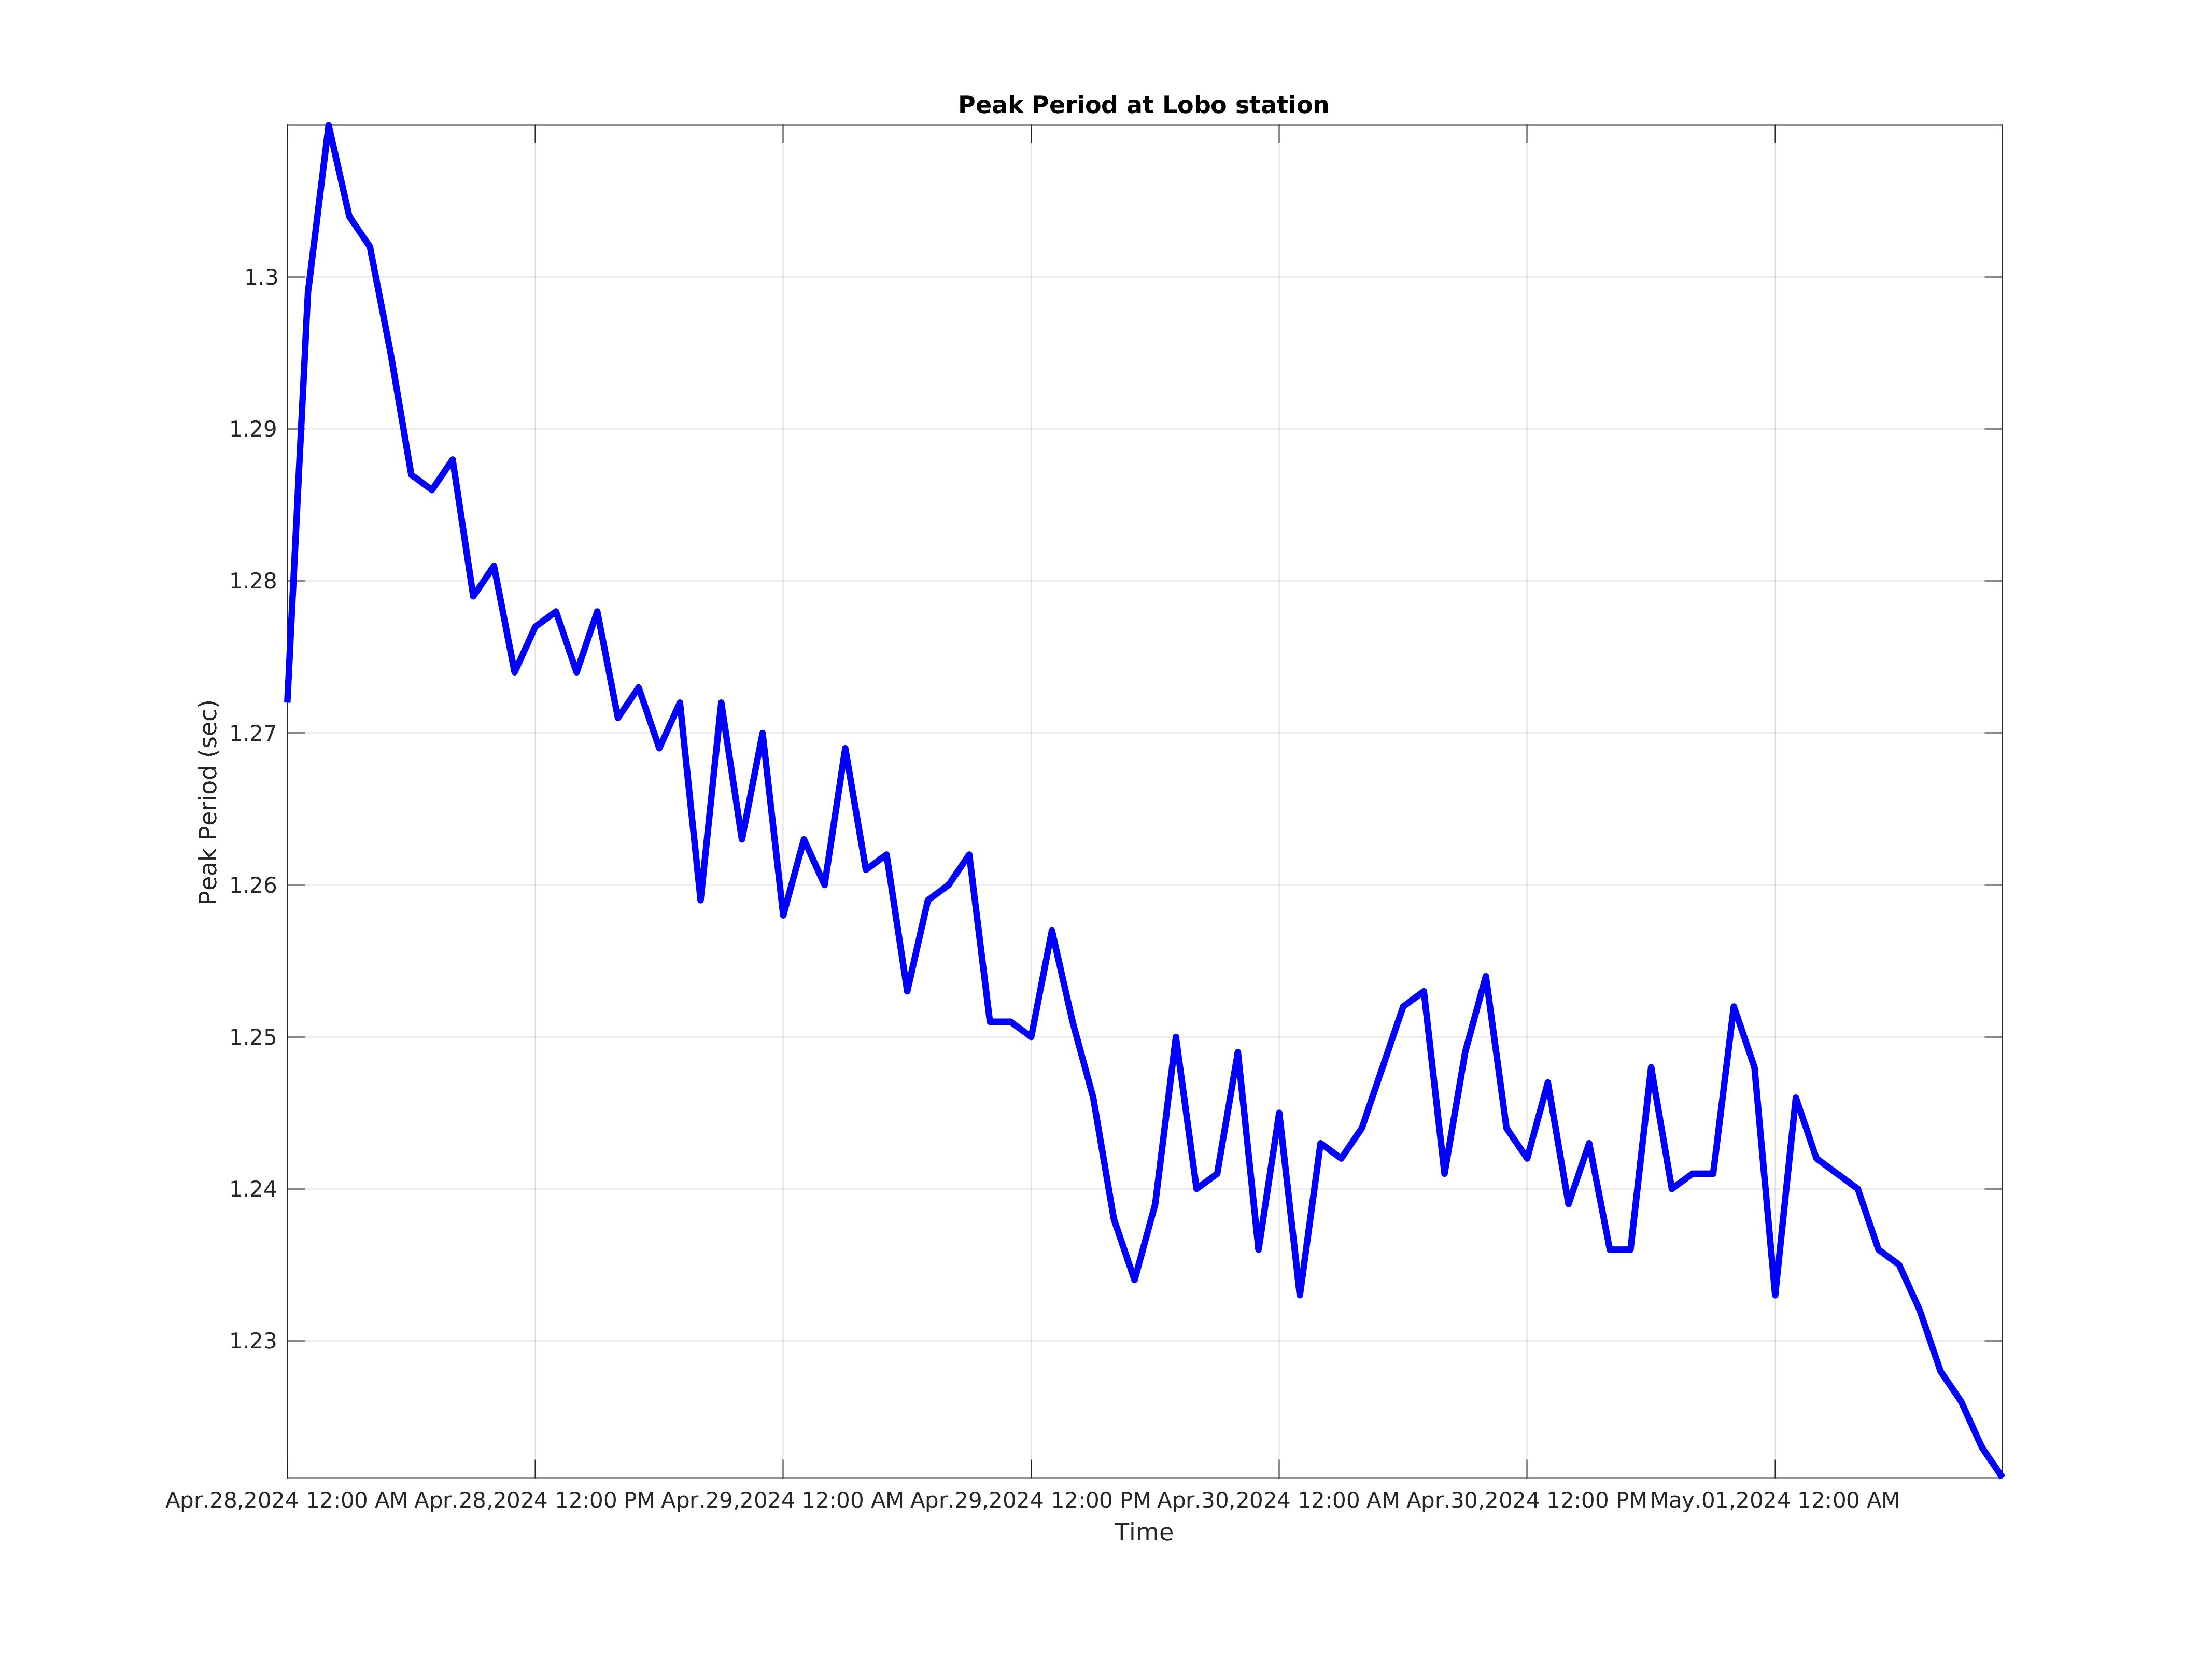 Peak Period at Lobo station
1.3
1.29
1.28
1.27
1.26
1.25
1.24
1.23
Peak Period (sec)
Apr.28,2024 12:00 AM Apr.28,2024 12:00 PM Apr.29,2024 12:00 AM Apr.29,2024 12:00 PM Apr.30,2024 12:00 AM Apr.30,2024 12:00 PM May.01,2024 12:00 AM
Time